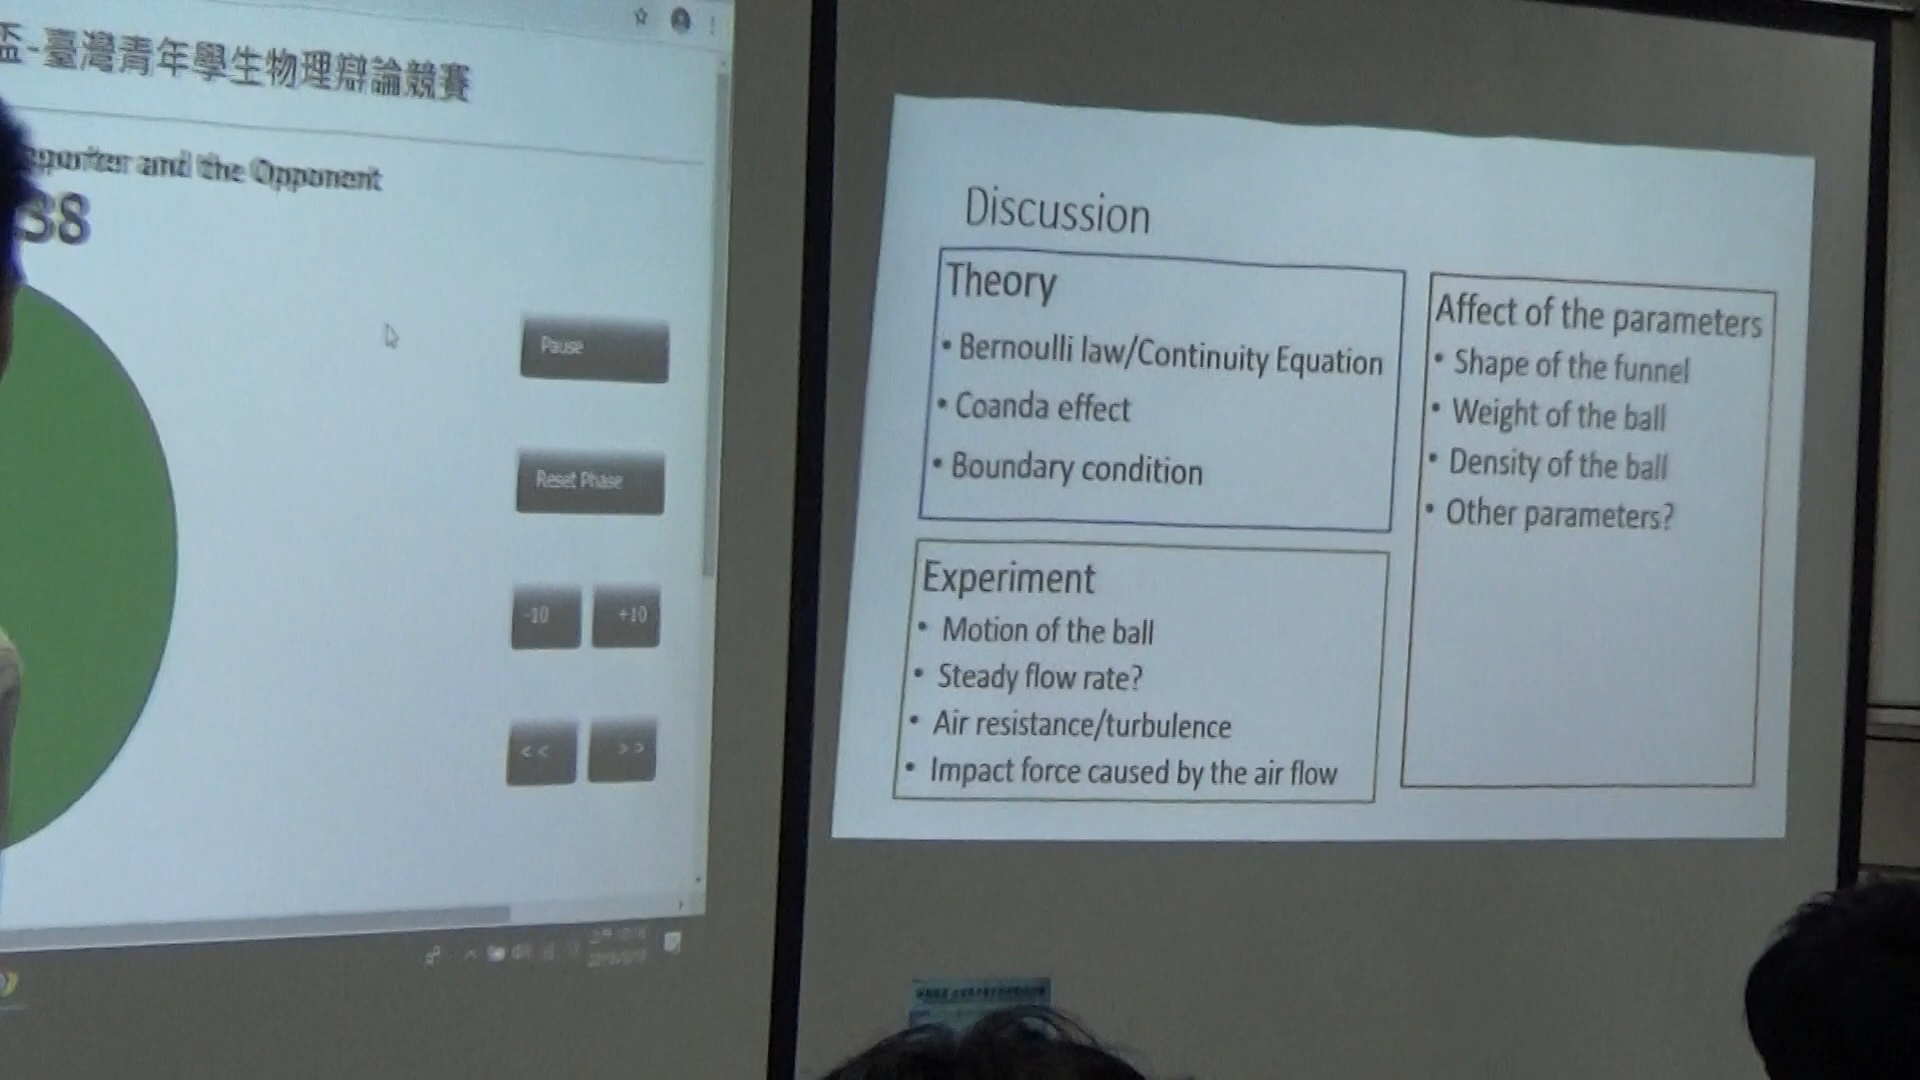 盃-臺灣青年學生物理辯論競賽
eporter and the Opponent
38
Pause
Reset Phase
-10 +10
<< >>
Discussion
Theory
• Bernoulli law/Continuity Equation
• Coanda effect
• Boundary condition
Experiment
• Motion of the ball
• Steady flow rate?
• Air resistance/turbulence
• Impact force caused by the air flow
Affect of the parameters
• Shape of the funnel
• Weight of the ball
• Density of the ball
• Other parameters?